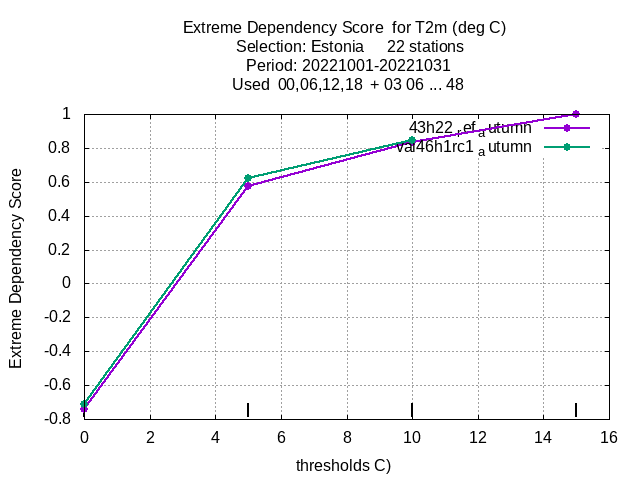 Extreme Dependency Score for T2m (deg C)
Selection: Estonia 22 stations
Period: 20221001-20221031
Used 00,06,12,18 + 03 06 ... 48
43h22_ref_autumn
val46h1rc1_autumn
Extreme Dependency Score
1
0.8
0.6
0.4
0.2
0
-0.2
-0.4
-0.6
-0.8
0 2 4 6 8 10 12 14 16
thresholds C)